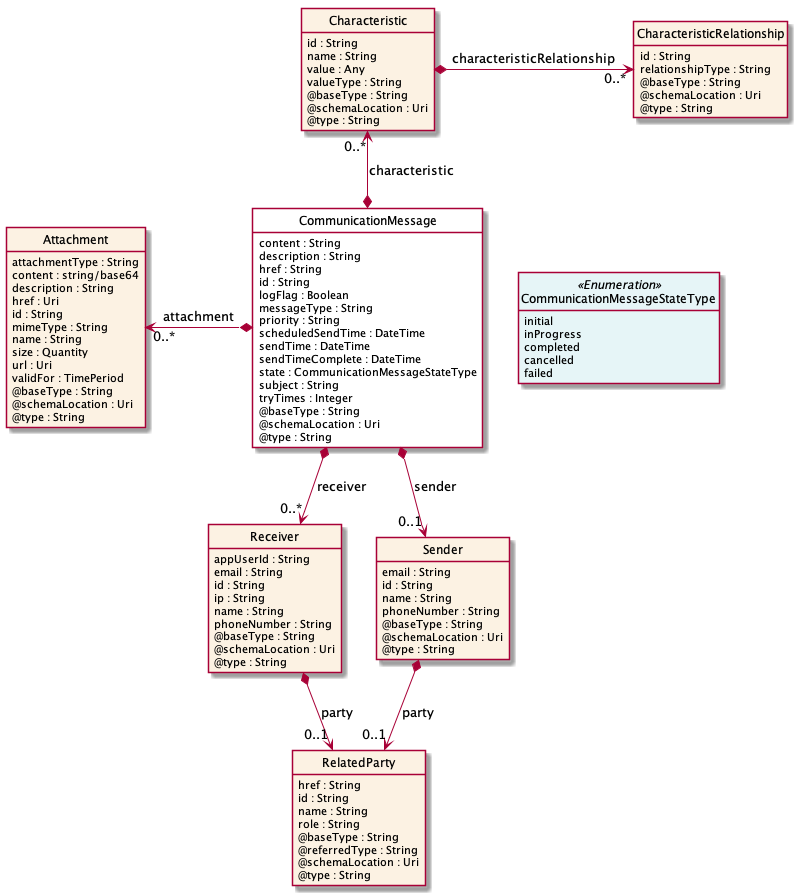 Characteristic
id : String
name : String
value : Any
valueType : String
@baseType : String
@schemaLocation : Uri
@type : String
characteristicRelationship
0..*
CharacteristicRelationship
id : String
relationshipType : String
@baseType : String
@schemaLocation : Uri
@type : String
0..*
characteristic
Attachment
attachmentType : String
content : string/base64
description : String
href : Uri
id : String
mimeType : String
name : String
size : Quantity
url : Uri
validFor : TimePeriod
@baseType : String
@schemaLocation : Uri
@type : String
attachment
0..*
CommunicationMessage
content : String
description : String
href : String
id : String
logFlag : Boolean
messageType : String
priority : String
scheduledSendTime : DateTime
sendTime : DateTime
sendTimeComplete : DateTime
state : CommunicationMessageStateType
subject : String
tryTimes : Integer
@baseType : String
@schemaLocation : Uri
@type : String
«Enumeration»
CommunicationMessageStateType
initial
inProgress
completed
cancelled
failed
receiver
0..*
sender
0..1
Receiver
appUserId : String
email : String
id : String
ip : String
name : String
phoneNumber : String
@baseType : String
@schemaLocation : Uri
@type : String
Sender
email : String
id : String
name : String
phoneNumber : String
@baseType : String
@schemaLocation : Uri
@type : String
party
0..1
party
0..1
RelatedParty
href : String
id : String
name : String
role : String
@baseType : String
@referredType : String
@schemaLocation : Uri
@type : String